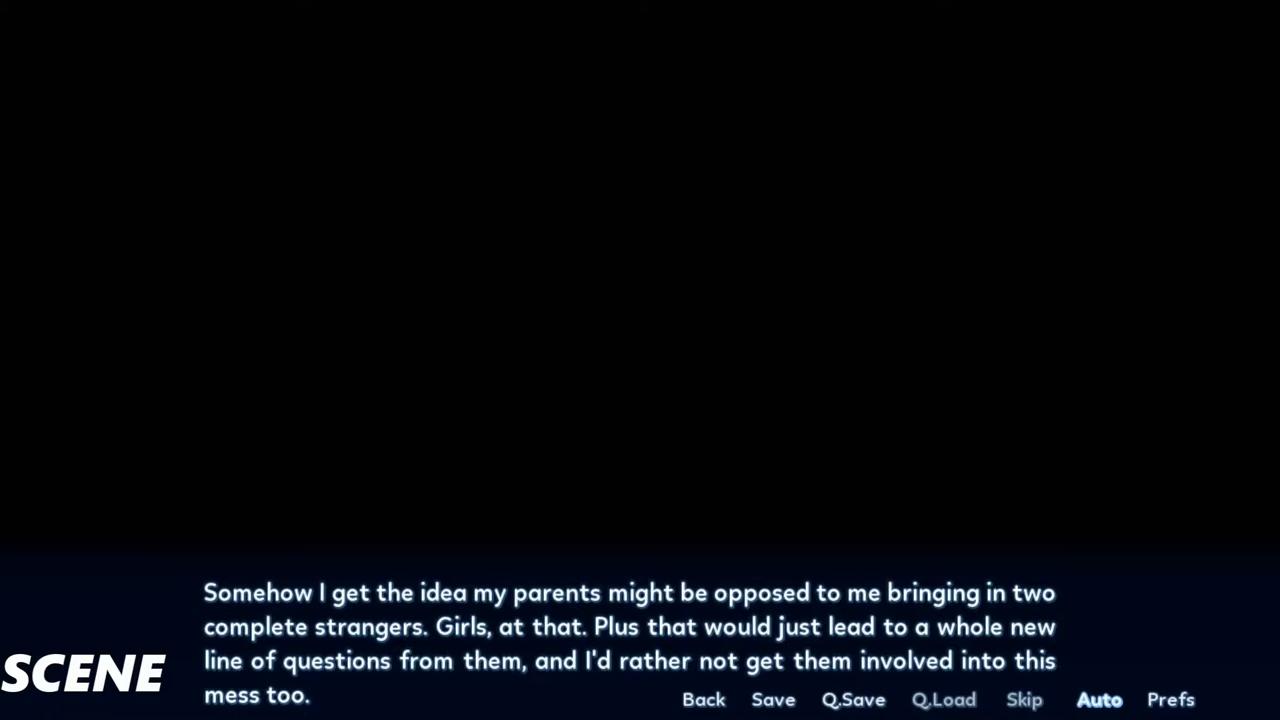 Somehow I get the idea my parents might be opposed to me bringing in two
complete strangers. Girls, at that. Plus that would just lead to a whole new
line of questions from them, and I'd rather not get them involved into this
mess too.
SCENE
Back Save Q.Save Q.Load Skip Auto Prefs